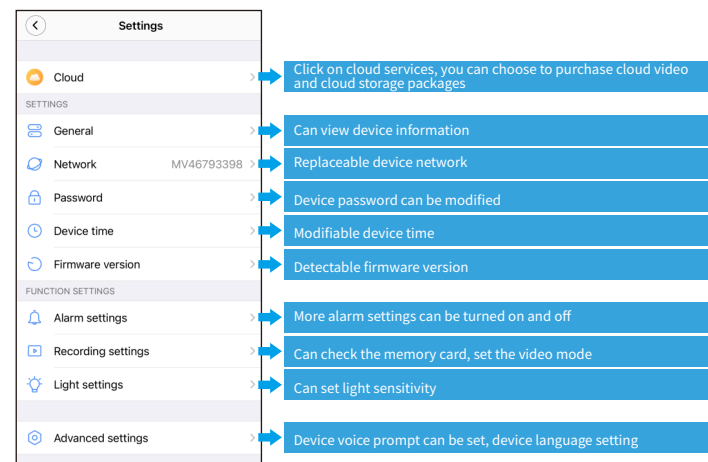 Settings
Cloud
Click on cloud services, you can choose to purchase cloud video
and cloud storage packages
SETTINGS
General
Can view device information
Network MV46793398
Replaceable device network
Password
Device password can be modified
Device time
Modifiable device time
Firmware version
Detectable firmware version
FUNCTION SETTINGS
Alarm settings
More alarm settings can be turned on and off
Recording settings
Can check the memory card, set the video mode
Light settings
Can set light sensitivity
Advanced settings
Device voice prompt can be set, device language setting